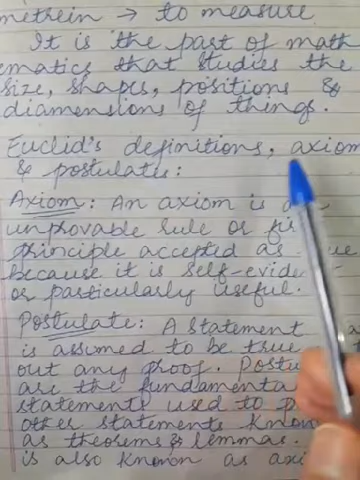 metrein → to measure
It is the part of math
ematics that studies the
size, shapes, positions &
diamensions of things.
Euclid's definitions, axiom
& postulates:
Axiom: An axiom is
unprovable rule or
principle accepted as
because it is self-evide
or particularly useful.
Postulate: A statement
is assumed to be true
out any proof. Postu
are the fundamenta
statements used to
other statements know
as theorems & lemmas.
is also known as axi